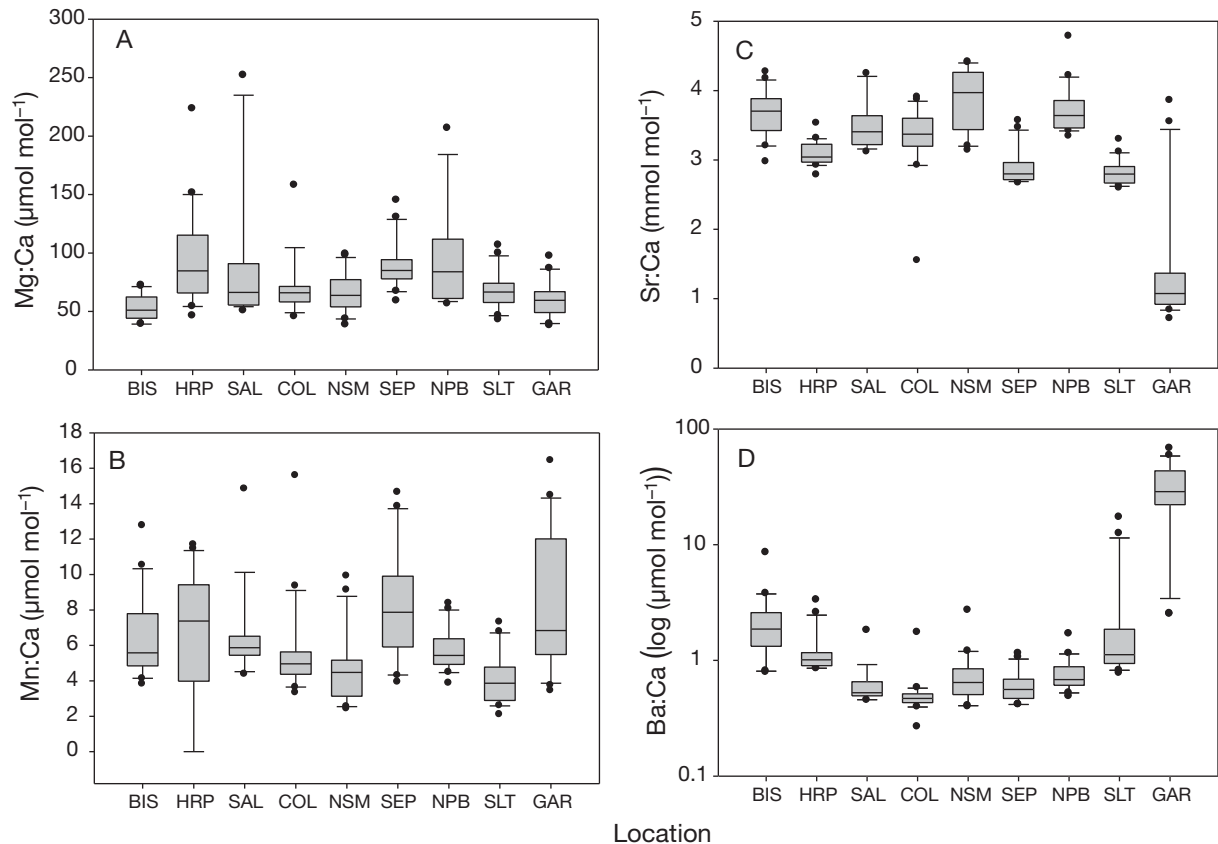 A
Mg:Ca (µmol mol⁻¹)
300
250
200
150
100
50
0
BIS HRP SAL COL NSM SEP NPB SLT GAR
C
Sr:Ca (mmol mol⁻¹)
5
4
3
2
1
0
BIS HRP SAL COL NSM SEP NPB SLT GAR
B
Mn:Ca (µmol mol⁻¹)
18
16
14
12
10
8
6
4
2
0
BIS HRP SAL COL NSM SEP NPB SLT GAR
D
Ba:Ca (log (µmol mol⁻¹))
100
10
1
0.1
BIS HRP SAL COL NSM SEP NPB SLT GAR
Location